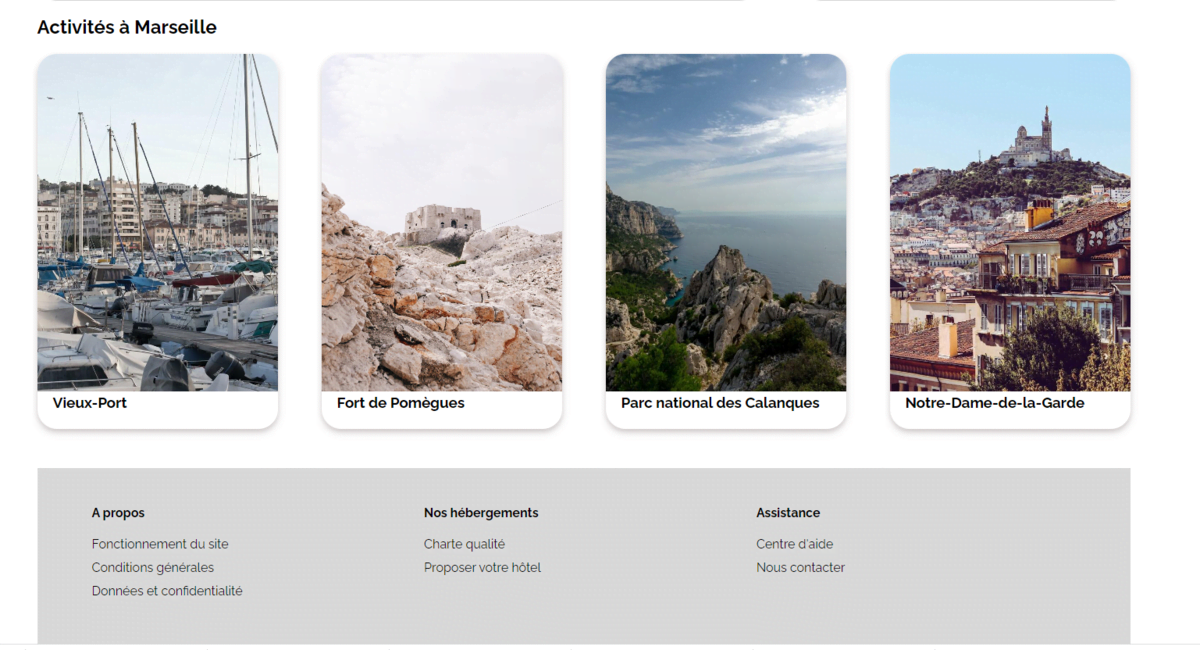 Activités à Marseille
Vieux-Port
Fort de Pomègues
Parc national des Calanques
Notre-Dame-de-la-Garde
A propos
Fonctionnement du site
Conditions générales
Données et confidentialité
Nos hébergements
Charte qualité
Proposer votre hôtel
Assistance
Centre d'aide
Nous contacter